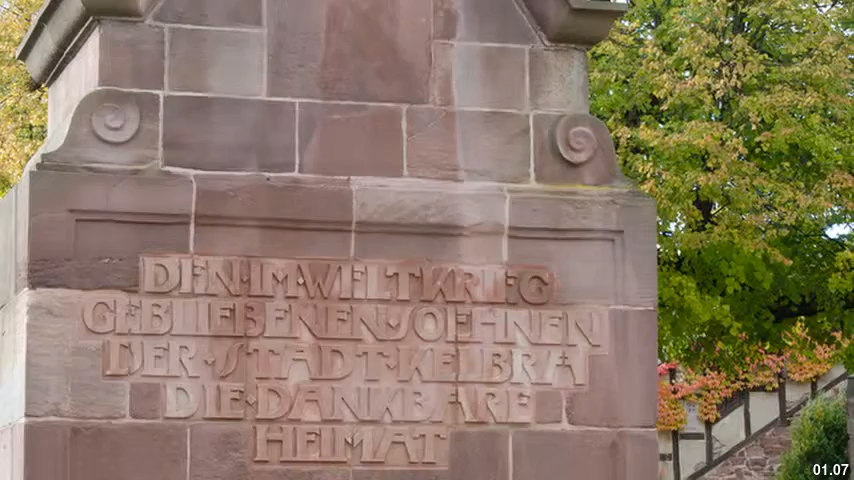 DEN·IM·WELTKRIEG
GEBLIEBENEN·SOEHNEN
DER·STADT·KELBRA
DIE·DANKBARE
HEIMAT
01.07